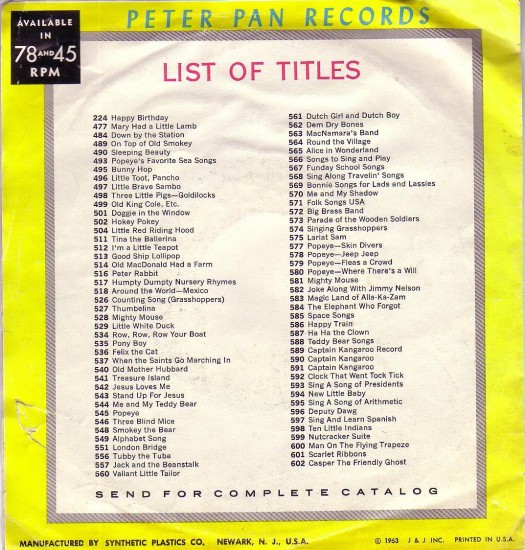 AVAILABLE
IN
78 AND 45
RPM
PETER PAN RECORDS
LIST OF TITLES
224 Happy Birthday
477 Mary Had a Little Lamb
484 Down by the Station
489 On Top of Old Smokey
490 Sleeping Beauty
493 Popeye's Favorite Sea Songs
495 Bunny Hop
496 Little Toot, Pancho
497 Little Brave Sambo
498 Three Little Pigs—Goldilocks
499 Old King Cole, Etc.
501 Doggie in the Window
502 Hokey Pokey
504 Little Red Riding Hood
511 Tina the Ballerina
512 I'm a Little Teapot
513 Good Ship Lollipop
514 Old MacDonald Had a Farm
516 Peter Rabbit
517 Humpty Dumpty Nursery Rhymes
518 Around the World—Mexico
526 Counting Song (Grasshoppers)
527 Thumbelina
528 Mighty Mouse
529 Little White Duck
534 Row, Row, Row Your Boat
535 Pony Boy
536 Felix the Cat
537 When the Saints Go Marching In
540 Old Mother Hubbard
541 Treasure Island
542 Jesus Loves Me
543 Stand Up For Jesus
544 Me and My Teddy Bear
545 Popeye
546 Three Blind Mice
548 Smokey the Bear
549 Alphabet Song
551 London Bridge
556 Tubby the Tuba
557 Jack and the Beanstalk
560 Valiant Little Tailor
561 Dutch Girl and Dutch Boy
562 Dem Dry Bones
563 MacNamara's Band
564 Round the Village
565 Alice in Wonderland
566 Songs to Sing and Play
567 Funday School Songs
568 Sing Along Travelin' Songs
569 Bonnie Songs for Lads and Lassies
570 Me and My Shadow
571 Folk Songs USA
572 Big Brass Band
573 Parade of the Wooden Soldiers
574 Singing Grasshoppers
575 Lariat Sam
577 Popeye—Skin Divers
578 Popeye—Jeep Jeep
579 Popeye—Fleas a Crowd
580 Popeye—Where There's a Will
581 Mighty Mouse
582 Joke Along With Jimmy Nelson
583 Magic Land of Alla-Ka-Zam
584 The Elephant Who Forgot
585 Space Songs
586 Happy Train
587 Ha Ha the Clown
588 Teddy Bear Songs
589 Captain Kangaroo Record
590 Captain Kangaroo
591 Captain Kangaroo
592 Clock That Went Tock Tick
593 Sing A Song of Presidents
594 New Little Baby
595 Sing A Song of Arithmetic
596 Deputy Dawg
597 Sing And Learn Spanish
598 Ten Little Indians
599 Nutcracker Suite
600 Man On The Flying Trapeze
601 Scarlet Ribbons
602 Casper The Friendly Ghost
SEND FOR COMPLETE CATALOG
MANUFACTURED BY SYNTHETIC PLASTICS CO, NEWARK, N. J., U.S.A.
© 1963 J & J INC. PRINTED IN U.S.A.